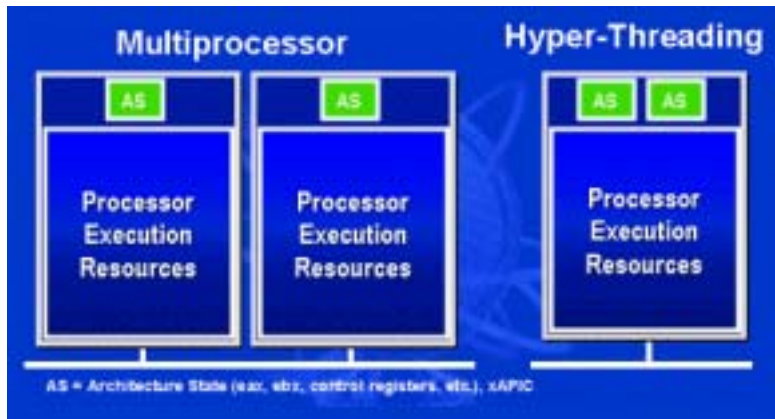 Multiprocessor
Hyper-Threading
AS
AS
AS AS
Processor
Execution
Resources
Processor
Execution
Resources
Processor
Execution
Resources
AS = Architecture State (eax, ebx, control registers, etc.), xAPIC